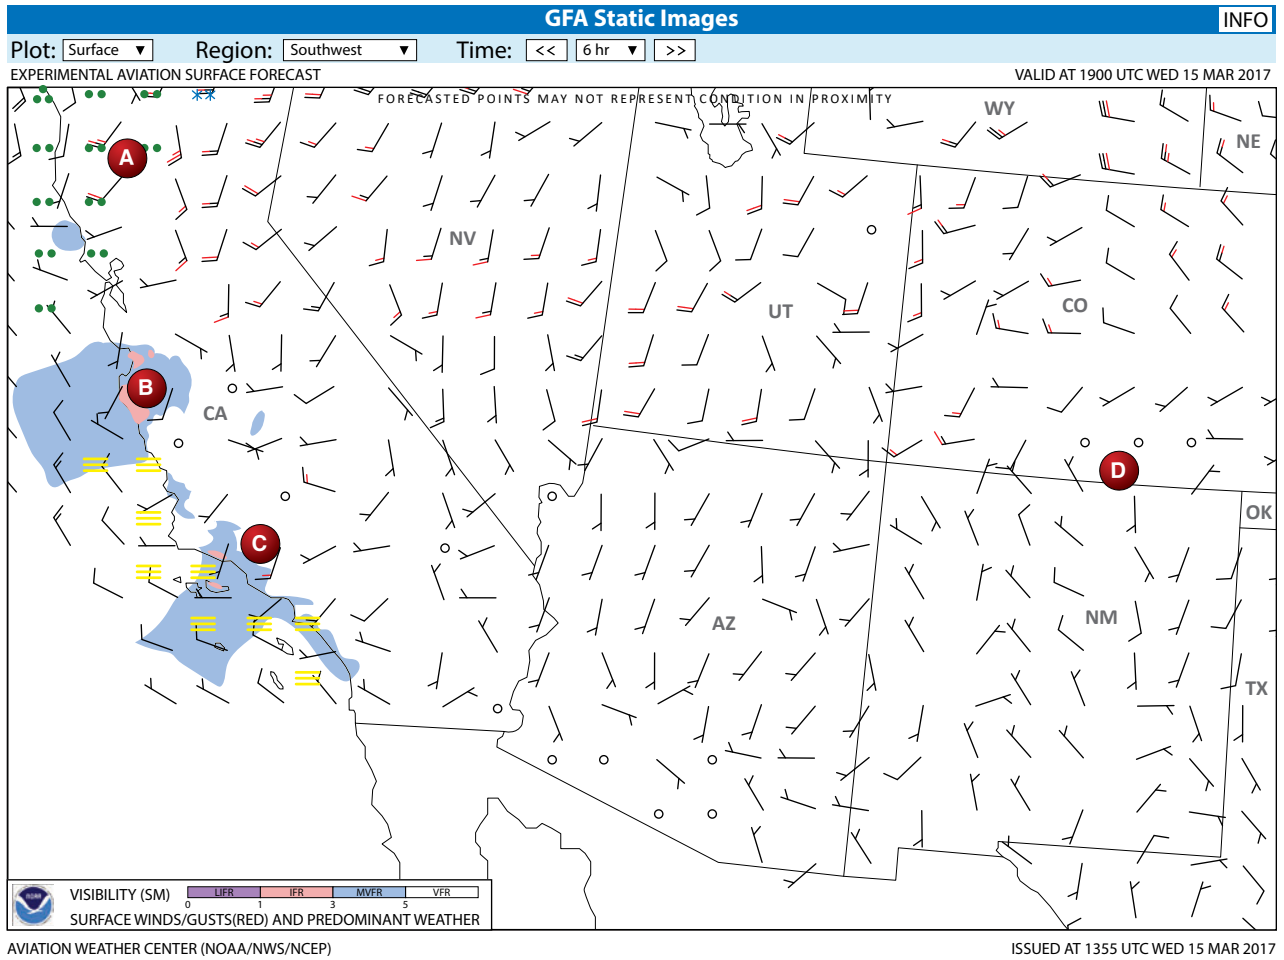 GFA Static Images
INFO
Plot: Surface ▼ Region: Southwest ▼ Time: << 6 hr ▼ >>
EXPERIMENTAL AVIATION SURFACE FORECAST
VALID AT 1900 UTC WED 15 MAR 2017
FORECASTED POINTS MAY NOT REPRESENT CONDITION IN PROXIMITY
WY
NE
A
NV
UT
CO
B
CA
D
OK
C
AZ
NM
TX
VISIBILITY (SM)
LIFR IFR MVFR VFR
0 1 3 5
SURFACE WINDS/GUSTS(RED) AND PREDOMINANT WEATHER
NOAA
AVIATION WEATHER CENTER (NOAA/NWS/NCEP)
ISSUED AT 1355 UTC WED 15 MAR 2017